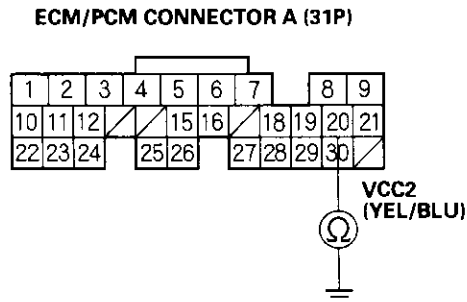 ECM/PCM CONNECTOR A (31P)
1 2 3 4 5 6 7 8 9
10 11 12 15 16 18 19 20 21
22 23 24 25 26 27 28 29 30
VCC2
(YEL/BLU)
Ω